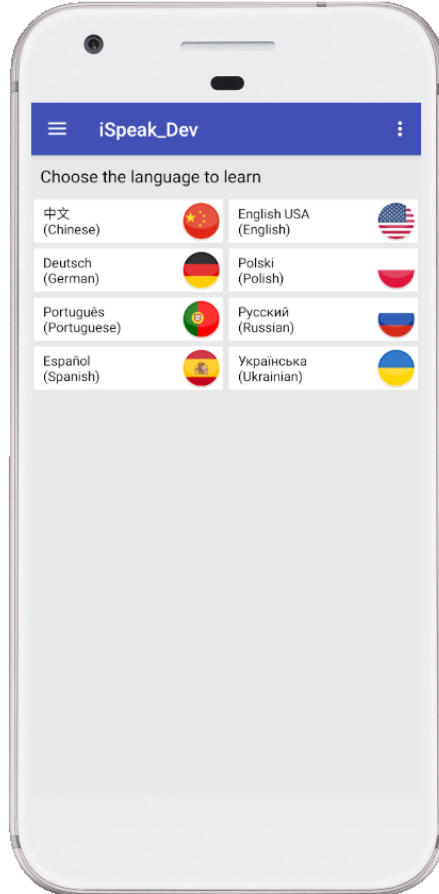 iSpeak_Dev
Choose the language to learn
中文
(Chinese)
English USA
(English)
Deutsch
(German)
Polski
(Polish)
Português
(Portuguese)
Русский
(Russian)
Español
(Spanish)
Українська
(Ukrainian)